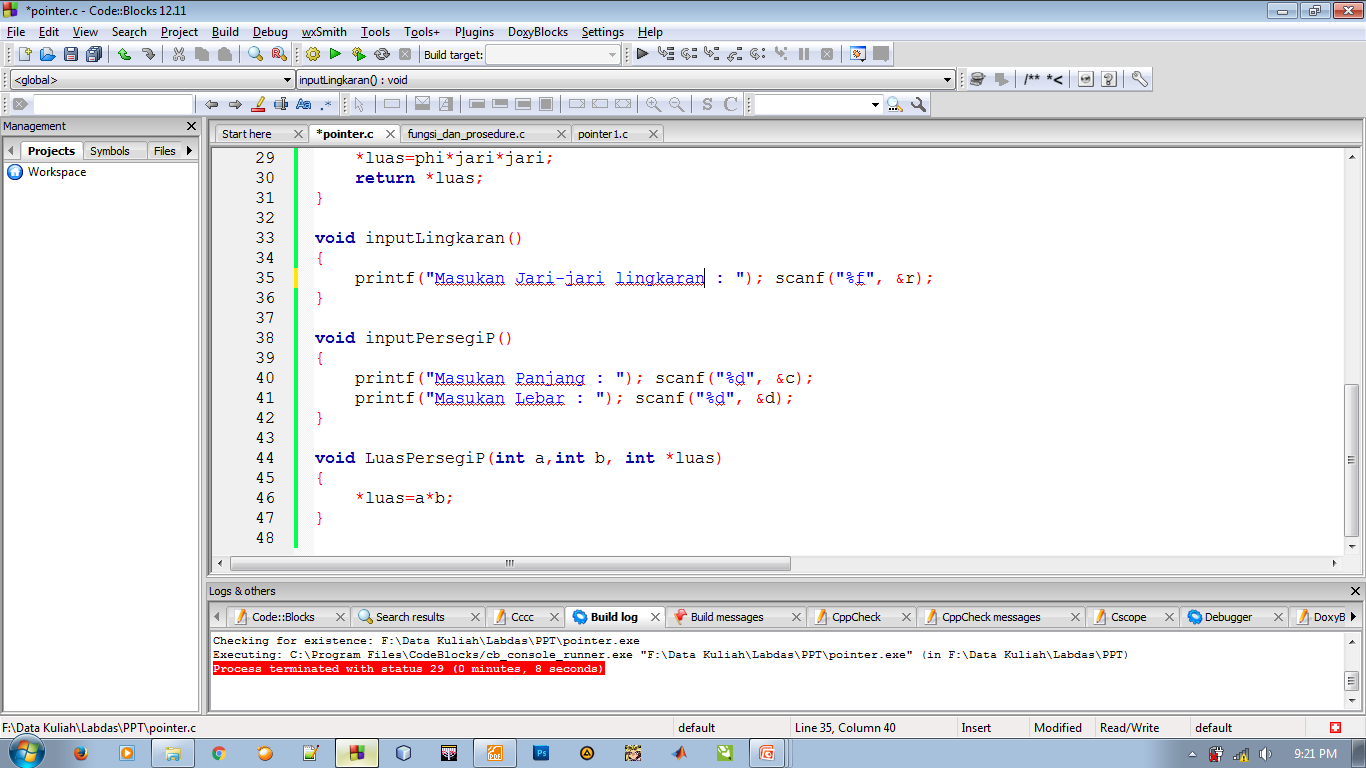 *pointer.c - Code::Blocks 12.11
File Edit View Search Project Build Debug wxSmith Tools Tools+ Plugins DoxyBlocks Settings Help
Build target:
<global> inputLingkaran() : void
/** *<
Aa .*
S C
Management
Start here *pointer.c fungsi_dan_prosedure.c pointer1.c
Projects Symbols Files
Workspace
29 *luas=phi*jari*jari;
30 return *luas;
31 }
32
33 void inputLingkaran()
34 {
35 printf("Masukan Jari-jari lingkaran : "); scanf("%f", &r);
36 }
37
38 void inputPersegiP()
39 {
40 printf("Masukan Panjang : "); scanf("%d", &c);
41 printf("Masukan Lebar : "); scanf("%d", &d);
42 }
43
44 void LuasPersegiP(int a,int b, int *luas)
45 {
46 *luas=a*b;
47 }
48
Logs & others
Code::Blocks Search results Cccc Build log Build messages CppCheck CppCheck messages Cscope Debugger DoxyB
Checking for existence: F:\Data Kuliah\Labdas\PPT\pointer.exe
Executing: C:\Program Files\CodeBlocks/cb_console_runner.exe "F:\Data Kuliah\Labdas\PPT\pointer.exe" (in F:\Data Kuliah\Labdas\PPT)
Process terminated with status 29 (0 minutes, 8 seconds)
F:\Data Kuliah\Labdas\PPT\pointer.c default Line 35, Column 40 Insert Modified Read/Write default
9:21 PM